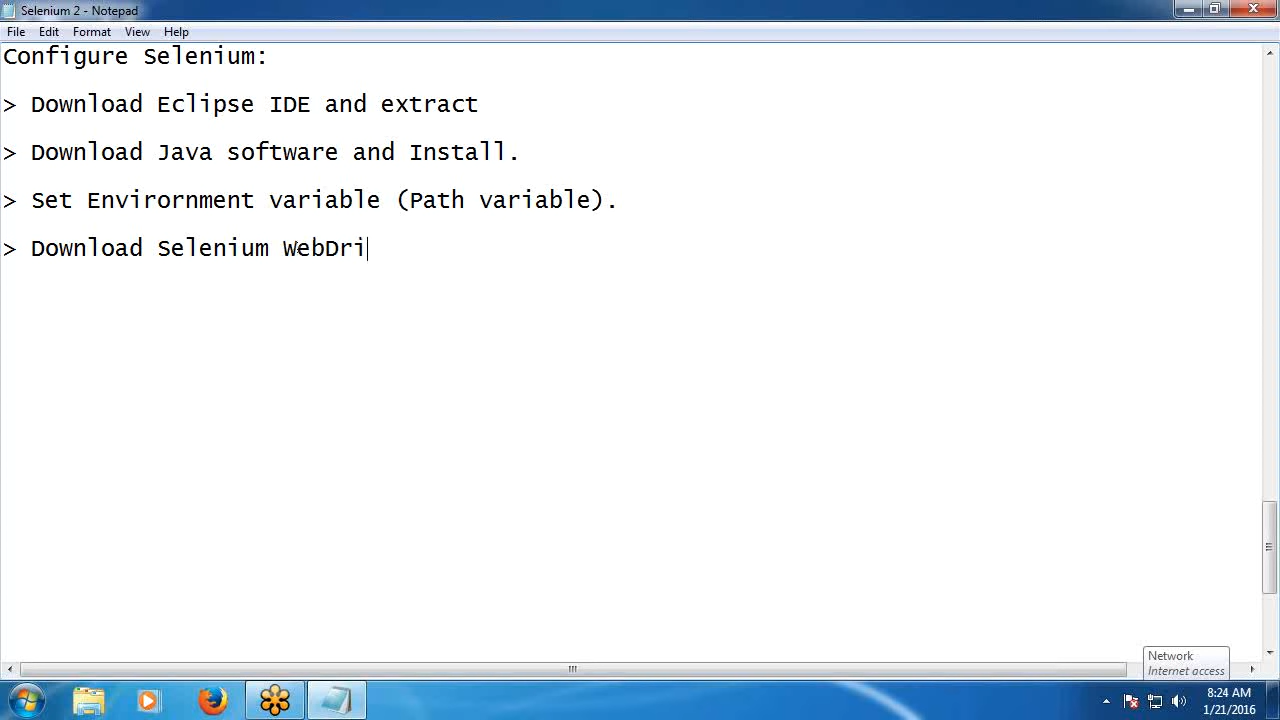 Selenium 2 - Notepad
File Edit Format View Help
Configure Selenium:
> Download Eclipse IDE and extract
> Download Java software and Install.
> Set Envirornment variable (Path variable).
> Download Selenium WebDri
Network
Internet access
8:24 AM
1/21/2016